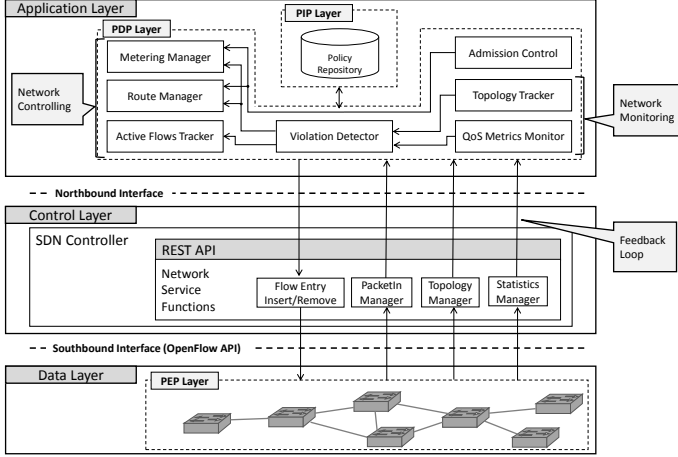 Application Layer
PDP Layer
PIP Layer
Metering Manager
Policy
Repository
Admission Control
Network
Controlling
Route Manager
Topology Tracker
Network
Monitoring
Active Flows Tracker
Violation Detector
QoS Metrics Monitor
Northbound Interface
Control Layer
SDN Controller
Feedback
Loop
REST API
Network
Service
Functions
Flow Entry
Insert/Remove
PacketIn
Manager
Topology
Manager
Statistics
Manager
Southbound Interface (OpenFlow API)
Data Layer
PEP Layer